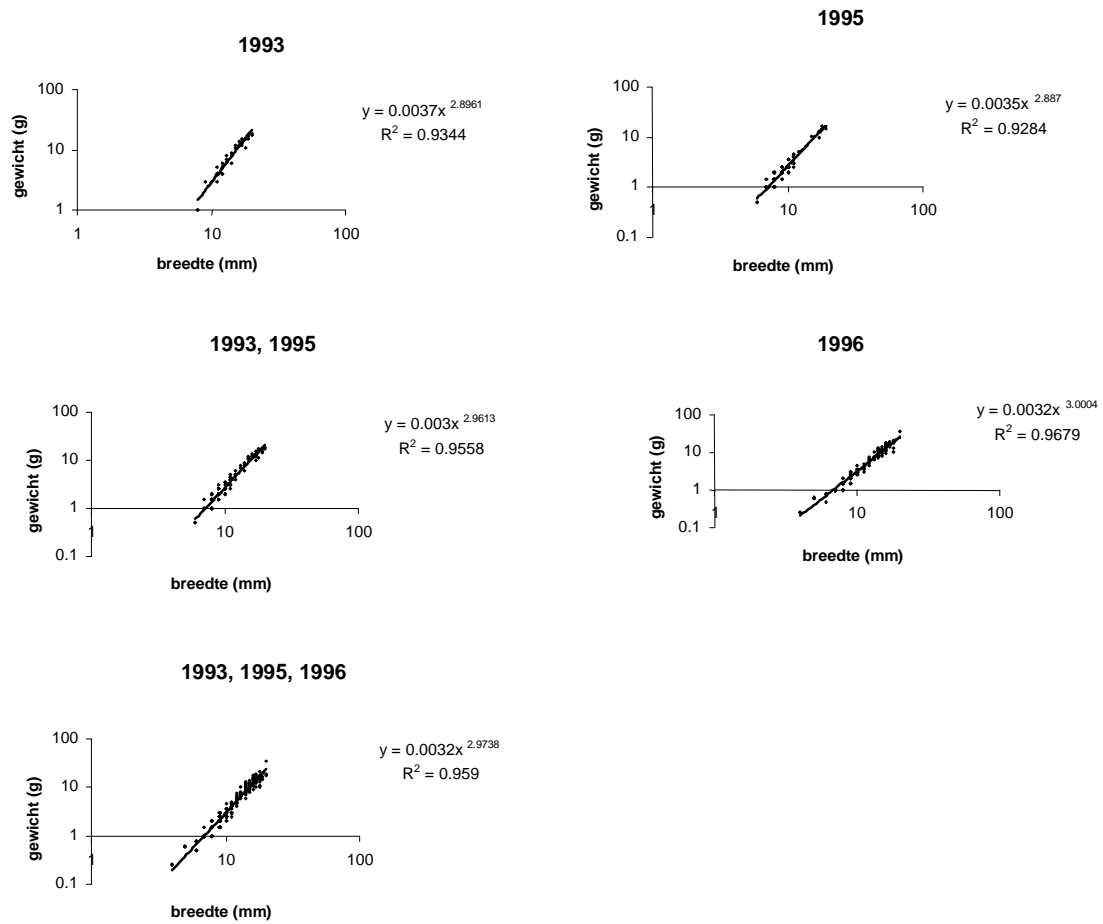 1993
100
10
1
1
10
100
gewicht (g)
breedte (mm)
y = 0.0037x^2.8961
R² = 0.9344
1995
100
10
1
0.1
1
10
100
gewicht (g)
breedte (mm)
y = 0.0035x^2.887
R² = 0.9284
1993, 1995
100
10
1
0.1
1
10
100
gewicht (g)
breedte (mm)
y = 0.003x^2.9613
R² = 0.9558
1996
100
10
1
0.1
1
10
100
gewicht (g)
breedte (mm)
y = 0.0032x^3.0004
R² = 0.9679
1993, 1995, 1996
100
10
1
0.1
1
10
100
gewicht (g)
breedte (mm)
y = 0.0032x^2.9738
R² = 0.959